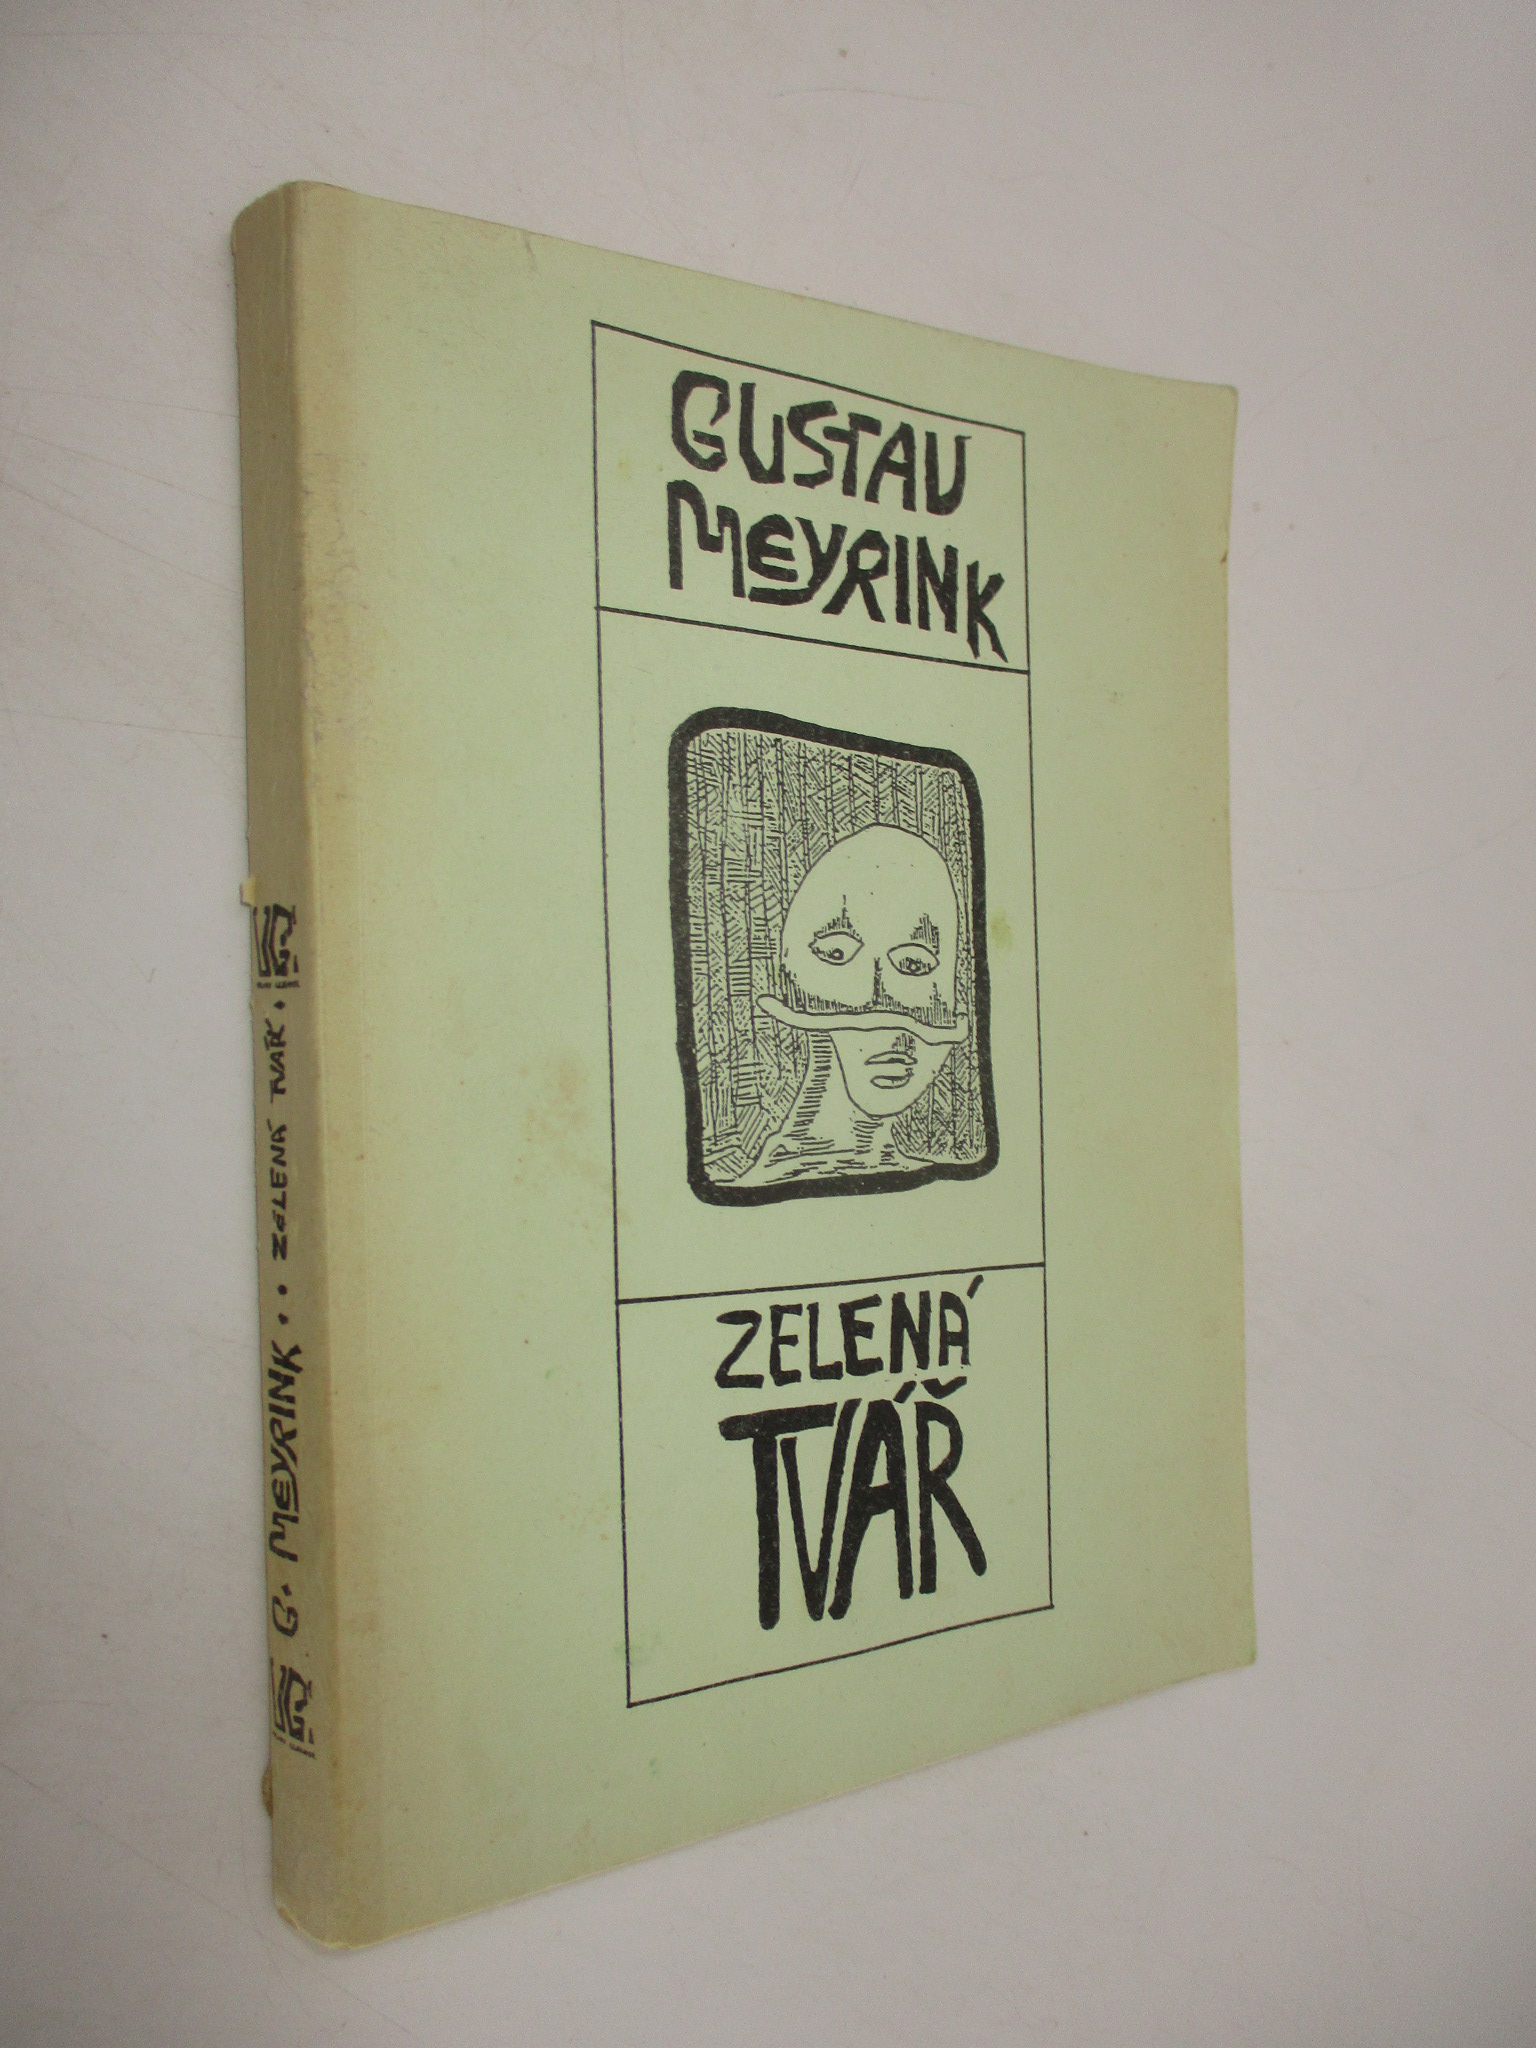 GUSTAV
MEYRINK
ZELENÁ
TVÁŘ
G. MEYRINK.. ZELENÁ TVÁŘ.